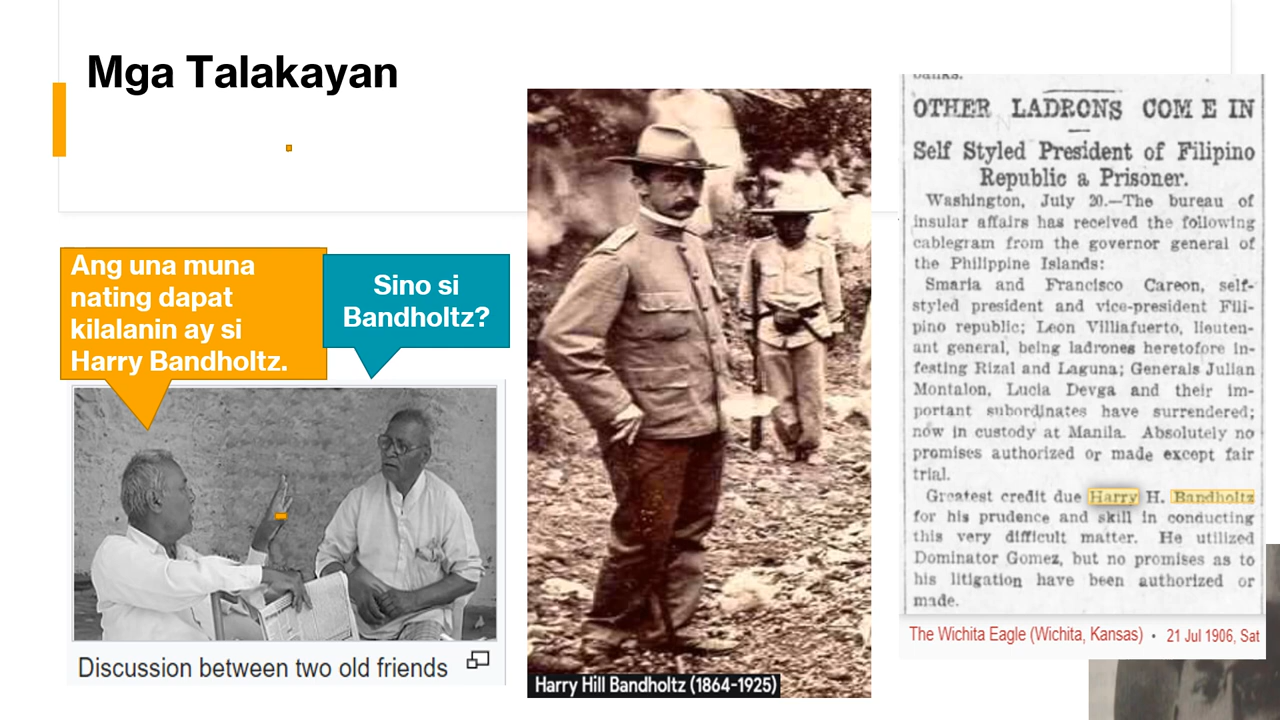 Mga Talakayan
Ang una muna
nating dapat
kilalanin ay si
Harry Bandholtz.
Sino si
Bandholtz?
Discussion between two old friends
Harry Hill Bandholtz (1864-1925)
banks.
OTHER LADRONS COME IN
Self Styled President of Filipino
Republic a Prisoner.
Washington, July 20.—The bureau of
insular affairs has received the following
cablegram from the governor general of
the Philippine Islands:
Smaria and Francisco Careon, self-
styled president and vice-president Fili-
pino republic; Leon Villiafuerto, lieuten-
ant general, being ladrones heretofore in-
festing Rizal and Laguna; Generals Julian
Montalon, Lucia Devga and their im-
portant subordinates have surrendered;
now in custody at Manila. Absolutely no
promises authorized or made except fair
trial.
Greatest credit due Harry H. Bandholtz
for his prudence and skill in conducting
this very difficult matter. He utilized
Dominator Gomez, but no promises as to
his litigation have been authorized or
made.
The Wichita Eagle (Wichita, Kansas) • 21 Jul 1906, Sat